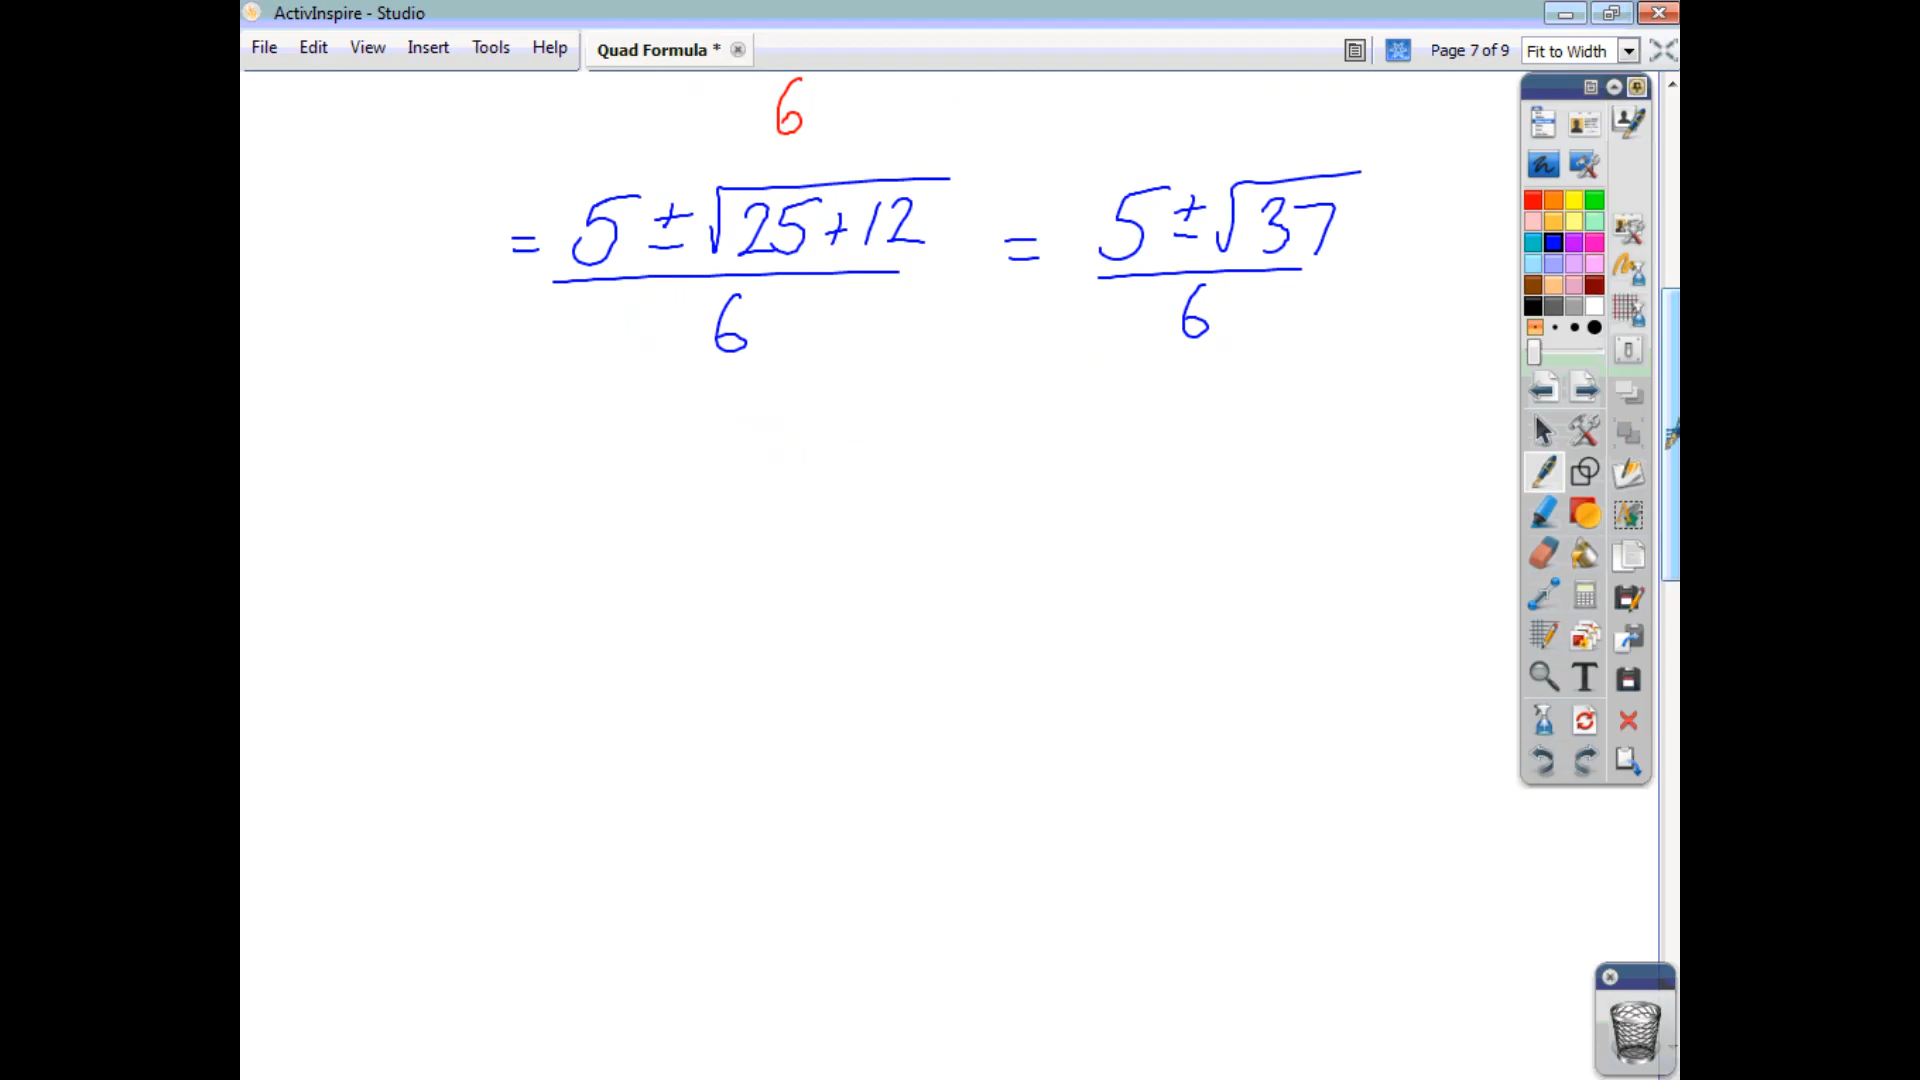 ActivInspire - Studio
File Edit View Insert Tools Help
Quad Formula *
Page 7 of 9
Fit to Width
6
= 5 ± √25+12 = 5 ± √37
6 6